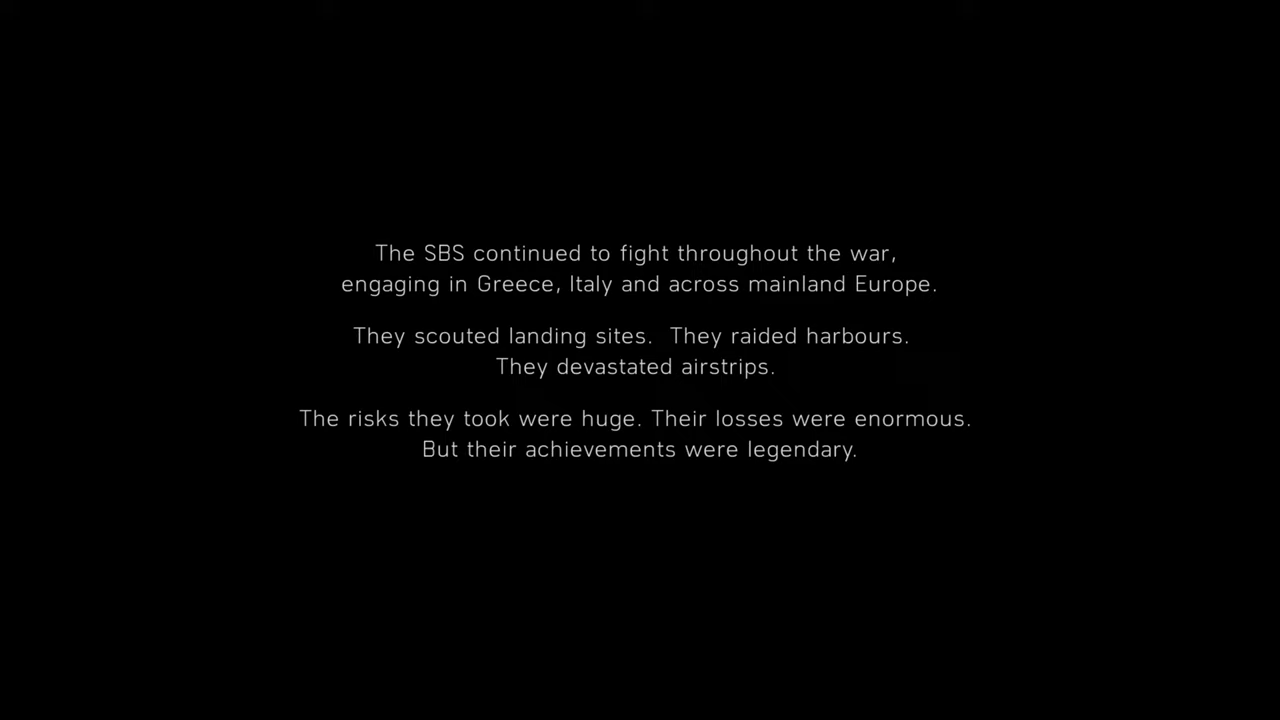 The SBS continued to fight throughout the war,
engaging in Greece, Italy and across mainland Europe.
They scouted landing sites.  They raided harbours.
They devastated airstrips.
The risks they took were huge. Their losses were enormous.
But their achievements were legendary.